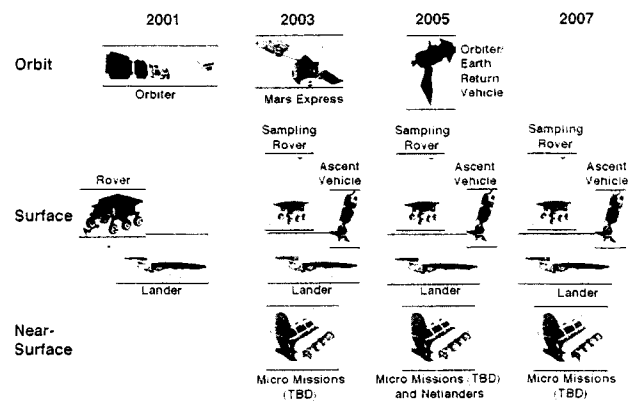 2001 2003 2005 2007
Orbit
Orbiter
Mars Express
Orbiter/
Earth
Return
Vehicle
Sampling
Rover
Sampling
Rover
Sampling
Rover
Rover
Ascent
Vehicle
Ascent
Vehicle
Ascent
Vehicle
Surface
Lander
Lander
Lander
Lander
Near-
Surface
Micro Missions
(TBD)
Micro Missions (TBD)
and Netlanders
Micro Missions
(TBD)